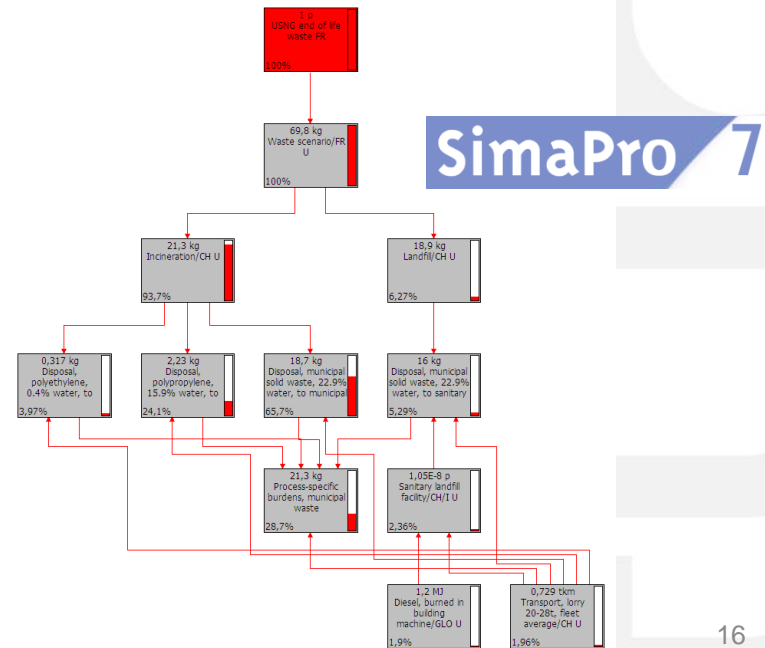 1 p
USNG end of life
waste FR
100%
69,8 kg
Waste scenario/FR
U
100%
SimaPro 7
21,3 kg
Incineration/CH U
93,7%
18,9 kg
Landfill/CH U
6,27%
0,317 kg
Disposal,
polyethylene,
0.4% water, to
3,97%
2,23 kg
Disposal,
polypropylene,
15.9% water, to
24,1%
18,7 kg
Disposal, municipal
solid waste, 22.9%
water, to municipal
65,7%
16 kg
Disposal, municipal
solid waste, 22.9%
water, to sanitary
5,29%
21,3 kg
Process-specific
burdens, municipal
waste
28,7%
1,05E-8 p
Sanitary landfill
facility/CH/I U
2,36%
1,2 MJ
Diesel, burned in
building
machine/GLO U
1,9%
0,729 tkm
Transport, lorry
20-28t, fleet
average/CH U
1,96%
16